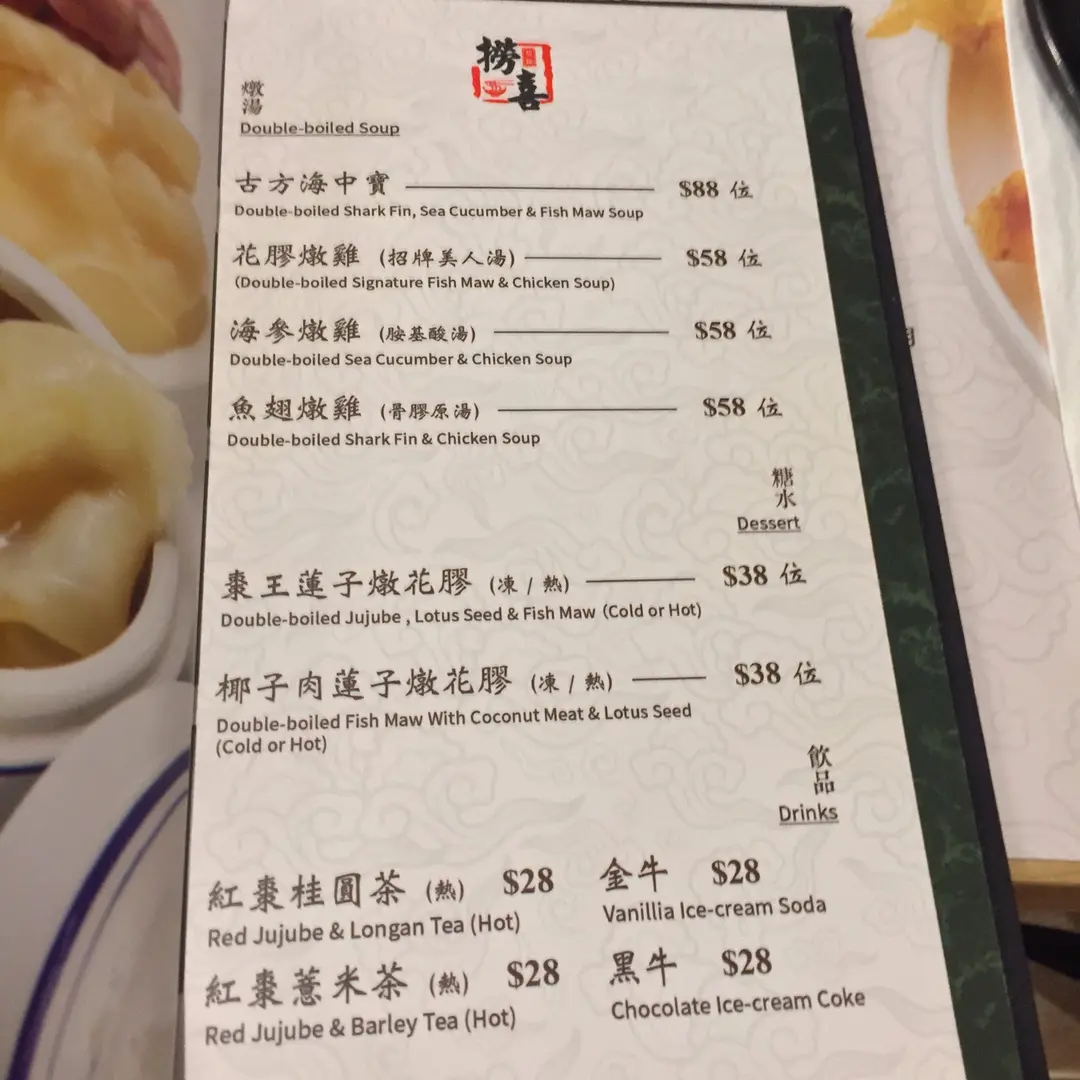 撈喜
燉湯
Double-boiled Soup
古方海中寶 $88 位
Double-boiled Shark Fin, Sea Cucumber & Fish Maw Soup
花膠燉雞 (招牌美人湯) $58 位
(Double-boiled Signature Fish Maw & Chicken Soup)
海參燉雞 (胺基酸湯) $58 位
Double-boiled Sea Cucumber & Chicken Soup
魚翅燉雞 (骨膠原湯) $58 位
Double-boiled Shark Fin & Chicken Soup
糖水
Dessert
棗王蓮子燉花膠 (凍 / 熱) $38 位
Double-boiled Jujube , Lotus Seed & Fish Maw (Cold or Hot)
椰子肉蓮子燉花膠 (凍 / 熱) $38 位
Double-boiled Fish Maw With Coconut Meat & Lotus Seed
(Cold or Hot)
飲品
Drinks
紅棗桂圓茶 (熱) $28 金牛 $28
Red Jujube & Longan Tea (Hot) Vanillia Ice-cream Soda
紅棗薏米茶 (熱) $28 黑牛 $28
Red Jujube & Barley Tea (Hot) Chocolate Ice-cream Coke